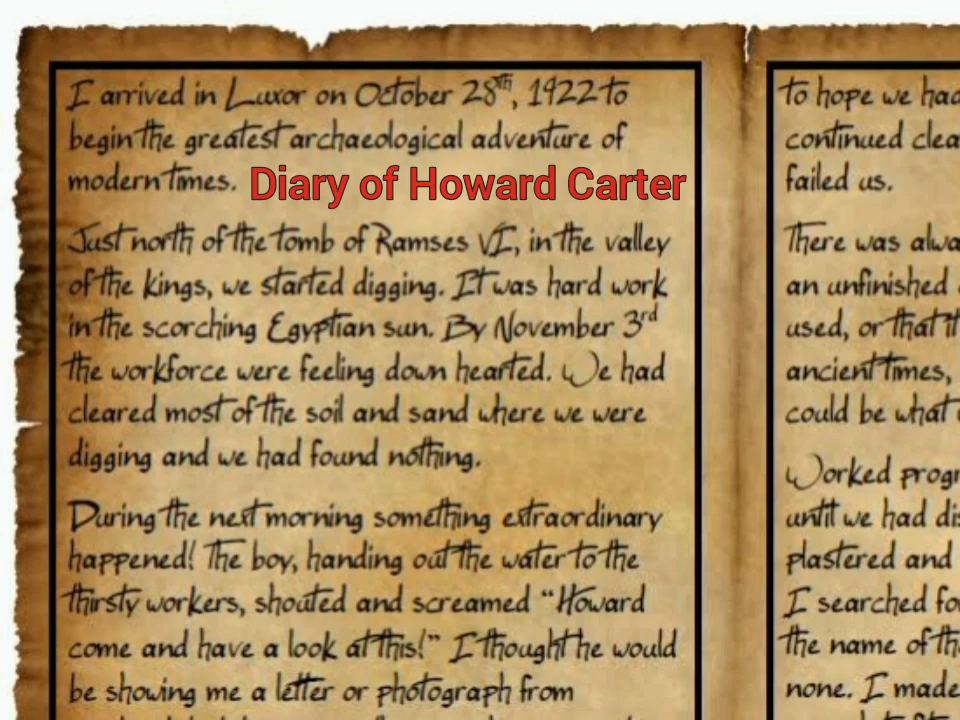 I arrived in Luxor on October 28th, 1922 to
begin the greatest archaeological adventure of
modern times.
Diary of Howard Carter
Just north of the tomb of Ramses VI, in the valley
of the kings, we started digging. It was hard work
in the scorching Egyptian sun. By November 3rd
the workforce were feeling down hearted. We had
cleared most of the soil and sand where we were
digging and we had found nothing.
During the next morning something extraordinary
happened! The boy, handing out the water to the
thirsty workers, shouted and screamed “Howard
come and have a look at this!” I thought he would
be showing me a letter or photograph from
to hope we had
continued clea
failed us.
There was alwa
an unfinished
used, or that it
ancient times,
could be what
Worked progr
until we had dis
plastered and
I searched fo
the name of th
none. I made